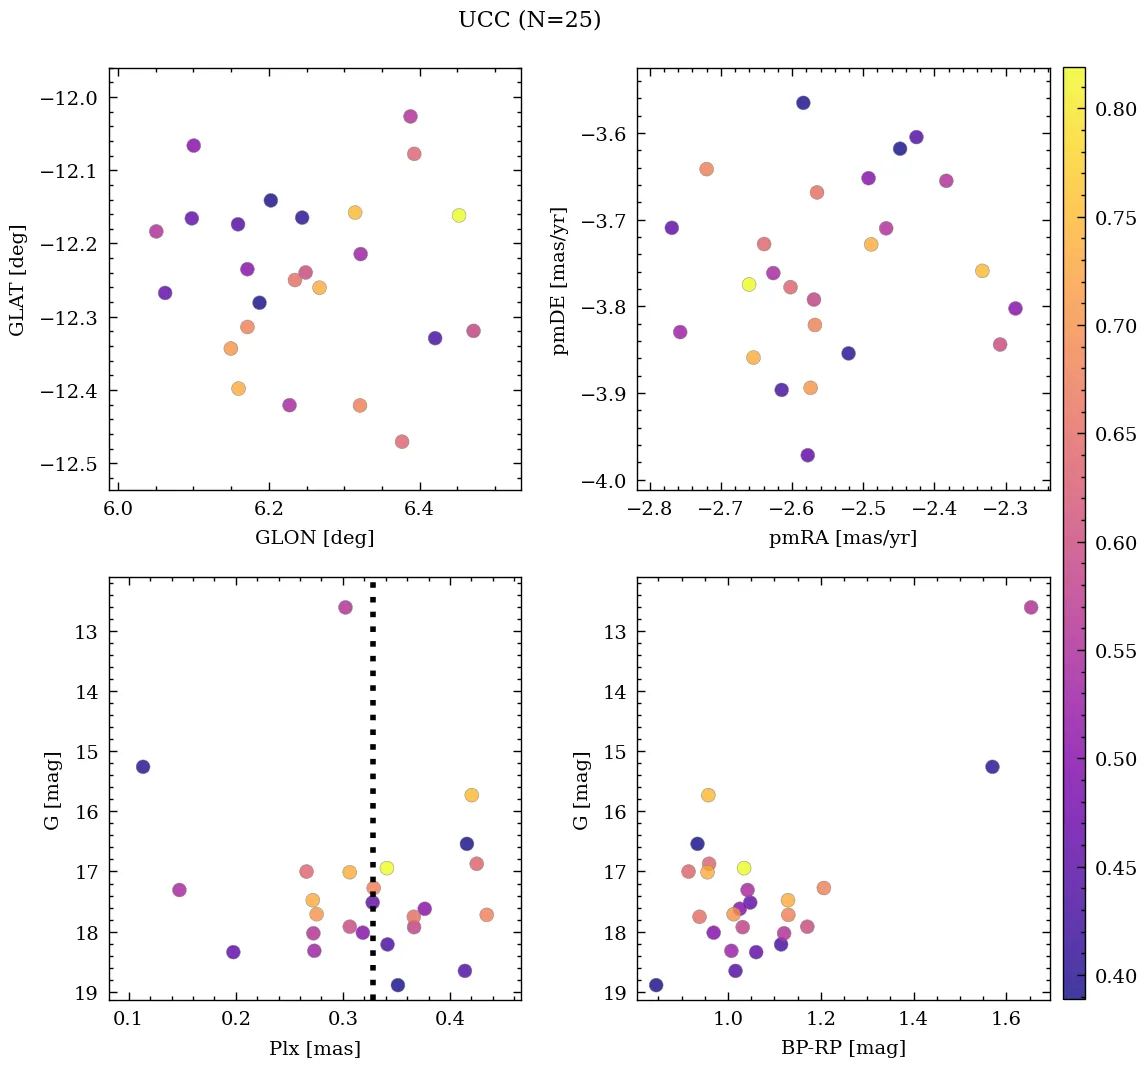 UCC (N=25)
−12.0
−12.1
−12.2
−12.3
−12.4
−12.5
GLAT [deg]
6.0 6.2 6.4
GLON [deg]
−3.6
−3.7
−3.8
−3.9
−4.0
pmDE [mas/yr]
−2.8 −2.7 −2.6 −2.5 −2.4 −2.3
pmRA [mas/yr]
13
14
15
16
17
18
19
G [mag]
0.1 0.2 0.3 0.4
Plx [mas]
13
14
15
16
17
18
19
G [mag]
1.0 1.2 1.4 1.6
BP-RP [mag]
0.80
0.75
0.70
0.65
0.60
0.55
0.50
0.45
0.40